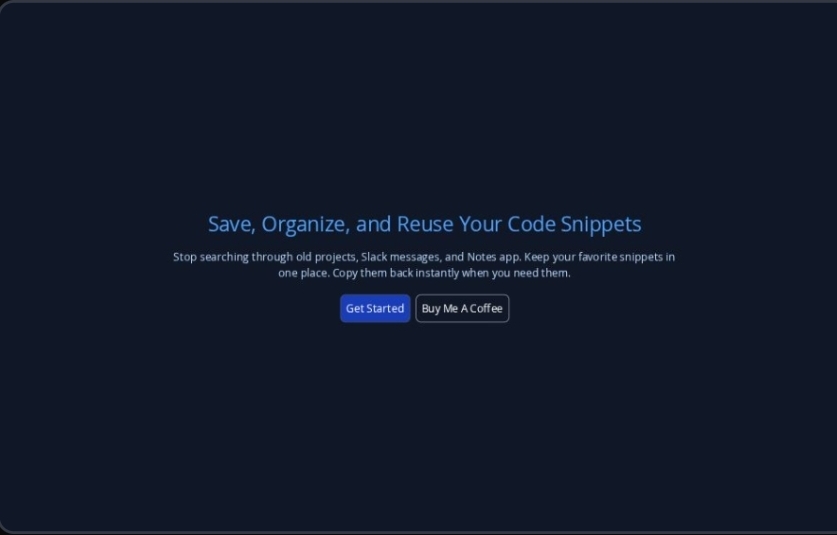 Save, Organize, and Reuse Your Code Snippets
Stop searching through old projects, Slack messages, and Notes app. Keep your favorite snippets in
one place. Copy them back instantly when you need them.
Get Started
Buy Me A Coffee